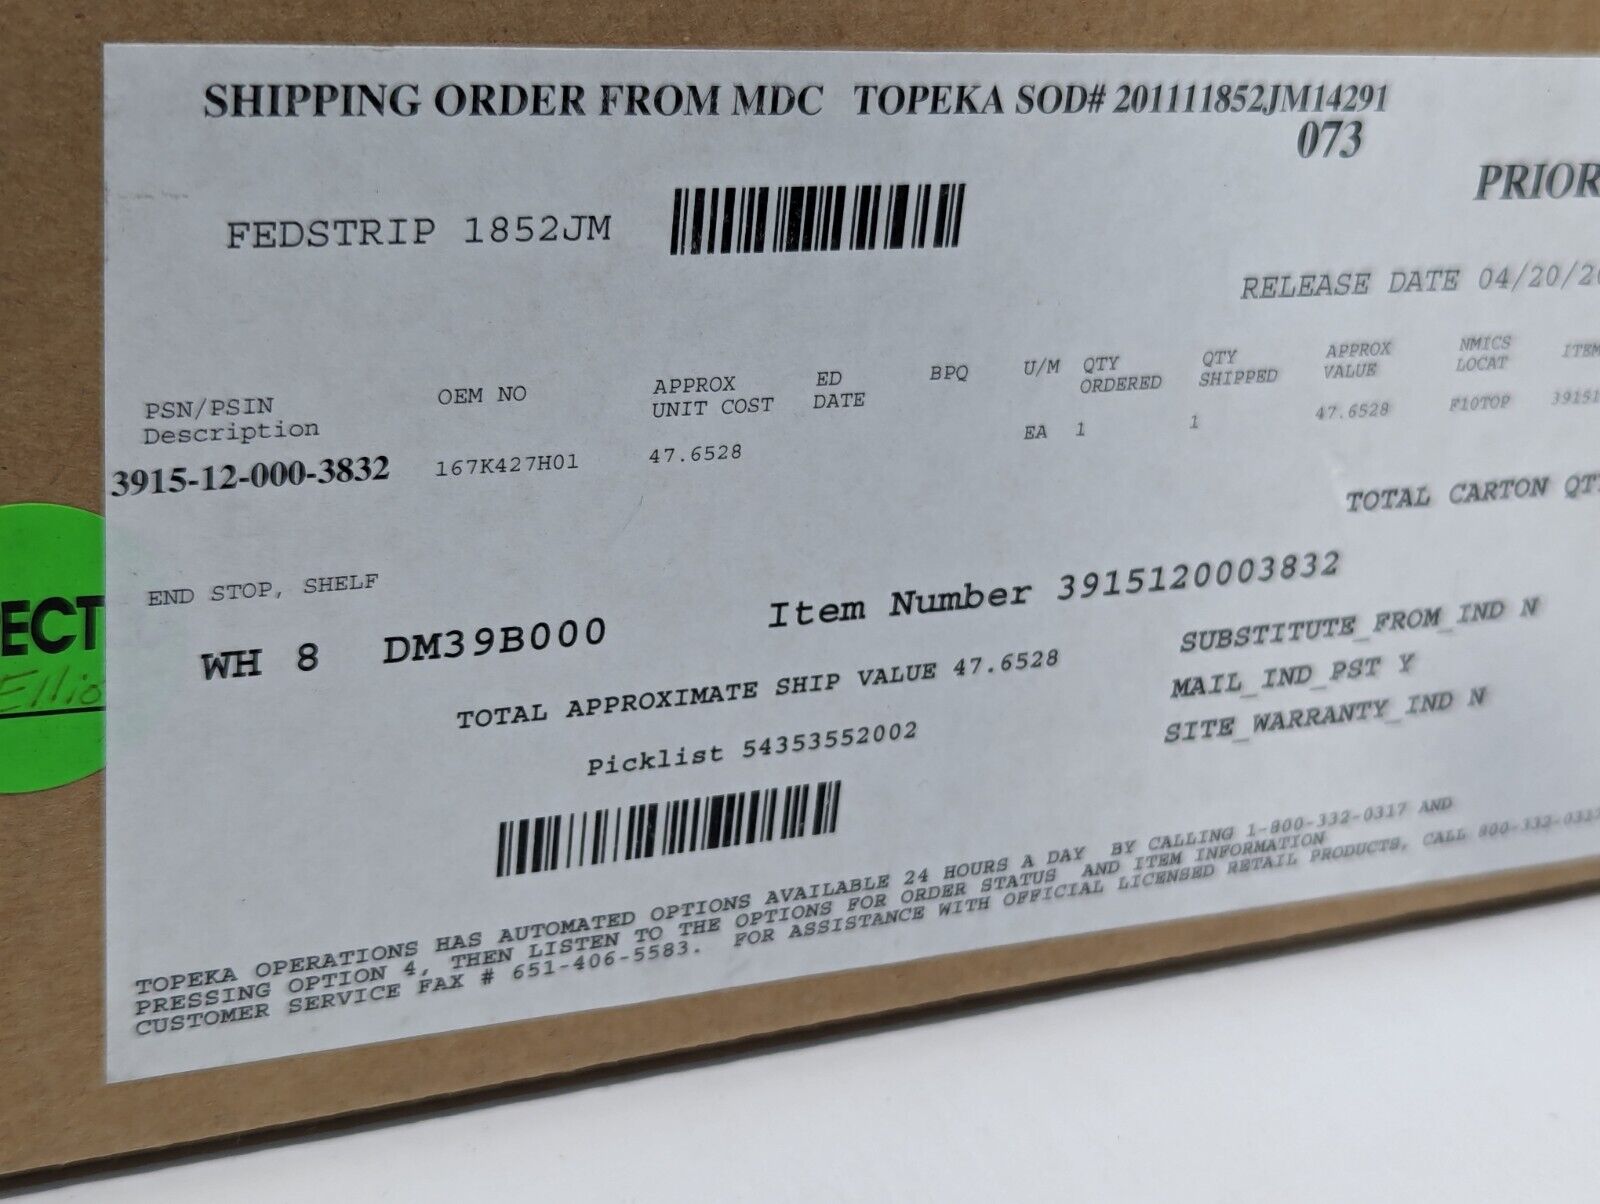 SHIPPING ORDER FROM MDC TOPEKA SOD# 201111852JM14291
073
PRIOR
FEDSTRIP 1852JM
RELEASE DATE 04/20/20
PSN/PSIN OEM NO APPROX ED BPQ U/M QTY QTY APPROX NMICS ITEM
Description UNIT COST DATE ORDERED SHIPPED VALUE LOCAT
3915-12-000-3832 167K427H01 47.6528 EA 1 1 47.6528 F10TOP 39151
TOTAL CARTON QT
END STOP, SHELF
WH 8 DM39B000 Item Number 3915120003832
SUBSTITUTE_FROM_IND N
TOTAL APPROXIMATE SHIP VALUE 47.6528
MAIL_IND_PST Y
Picklist 54353552002
SITE_WARRANTY_IND N
TOPEKA OPERATIONS HAS AUTOMATED OPTIONS AVAILABLE 24 HOURS A DAY BY CALLING 1-800-332-0317 AND
PRESSING OPTION 4, THEN LISTEN TO THE OPTIONS FOR ORDER STATUS AND ITEM INFORMATION
CUSTOMER SERVICE FAX # 651-406-5583. FOR ASSISTANCE WITH OFFICIAL LICENSED RETAIL PRODUCTS, CALL 800-332-0317
ECT
Ellio